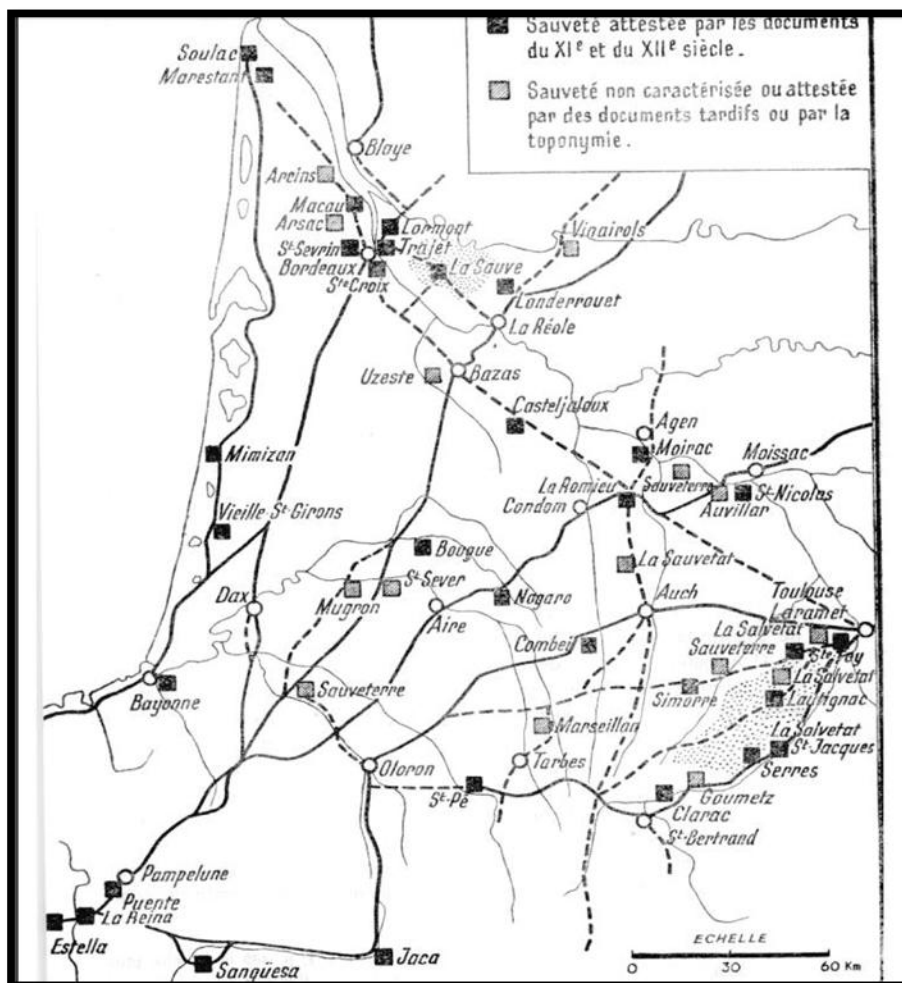 Sauveté attestée par les documents
du XIe et du XIIe siècle.
Sauveté non caractérisée ou attestée
par des documents tardifs ou par la
toponymie.
Soulac
Marestant
Blaye
Arcins
Macau
Arsac
Lormont
Vinairols
St-Sevrin
Trajet
Bordeaux
La Sauve
Ste Croix
Londerrouet
La Réole
Uzeste
Bazas
Casteljaloux
Agen
Mimizan
Moirac
Moissac
La Romieu
Sauveterre
St-Nicolas
Condom
Auvillar
Vieille-St-Girons
Bougue
La Sauvetat
St-Sever
Dax
Mugron
Nogaro
Auch
Toulouse
Aire
Laramet
Combeil
La Salvetat
Sauveterre
Ste Foy
Bayonne
Sauveterre
La Salvetat
Simorre
Lautignac
Marseillan
La Salvetat
St-Jacques
Oloron
Tarbes
Serres
St-Pé
Goumetz
Clarac
St-Bertrand
Pampelune
Puente
La Reina
Estella
Jaca
Sangüesa
ECHELLE
0 30 60 Km